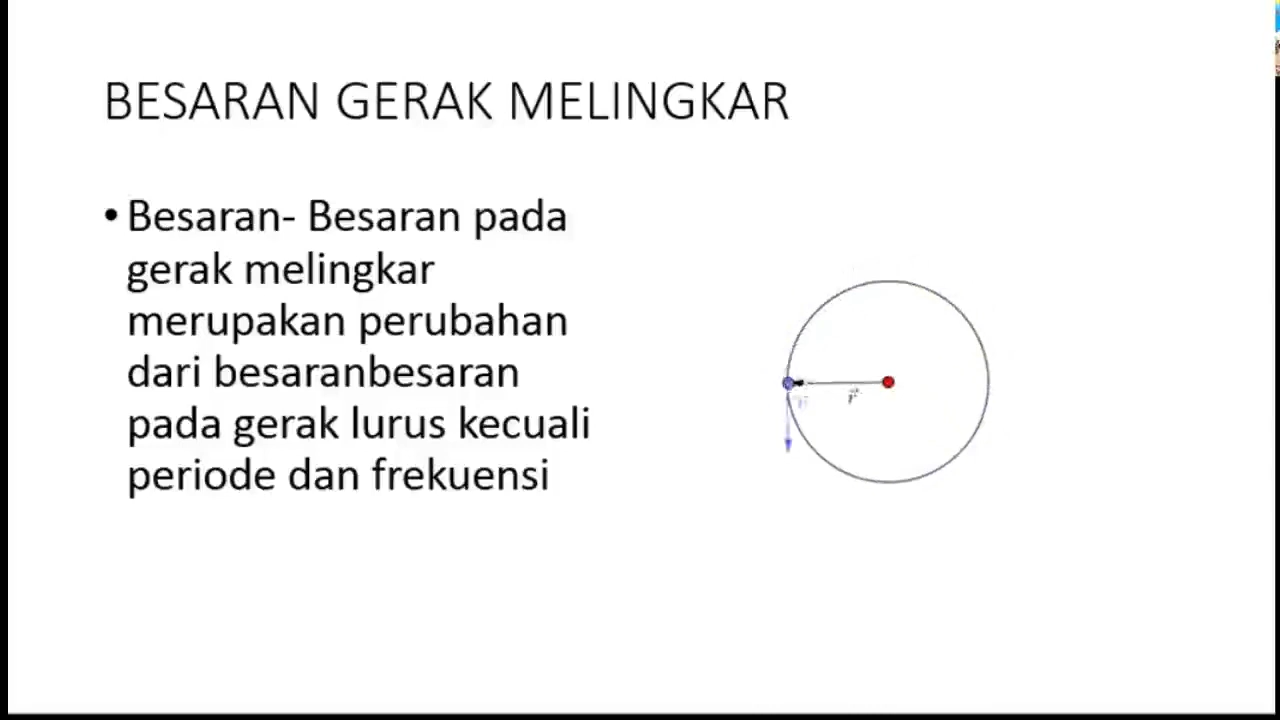 BESARAN GERAK MELINGKAR
• Besaran- Besaran pada
gerak melingkar
merupakan perubahan
dari besaranbesaran
pada gerak lurus kecuali
periode dan frekuensi
r